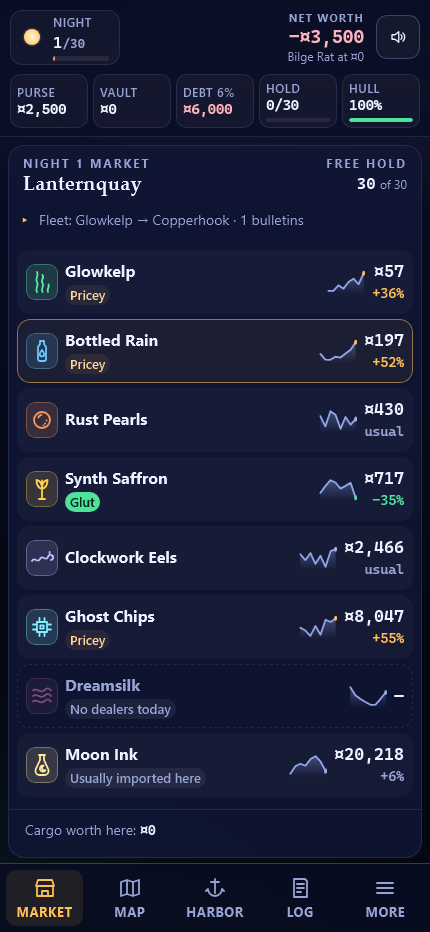 NIGHT
1/30
NET WORTH
−¤3,500
Bilge Rat at ¤0
PURSE
¤2,500
VAULT
¤0
DEBT 6%
¤6,000
HOLD
0/30
HULL
100%
NIGHT 1 MARKET
Lanternquay
FREE HOLD
30 of 30
▸ Fleet: Glowkelp → Copperhook · 1 bulletins
Glowkelp
Pricey
¤57
+36%
Bottled Rain
Pricey
¤197
+52%
Rust Pearls
¤430
usual
Synth Saffron
Glut
¤717
−35%
Clockwork Eels
¤2,466
usual
Ghost Chips
Pricey
¤8,047
+55%
Dreamsilk
No dealers today
—
Moon Ink
Usually imported here
¤20,218
+6%
Cargo worth here: ¤0
MARKET
MAP
HARBOR
LOG
MORE